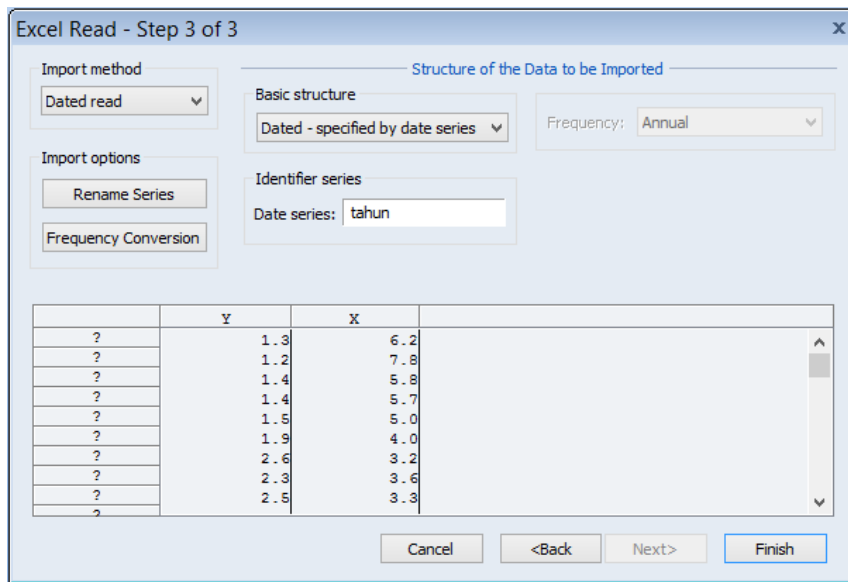 Excel Read - Step 3 of 3
x
Import method
Dated read
Structure of the Data to be Imported
Basic structure
Dated - specified by date series
Frequency: Annual
Import options
Rename Series
Frequency Conversion
Identifier series
Date series: tahun
Y X
? 1.3 6.2
? 1.2 7.8
? 1.4 5.8
? 1.4 5.7
? 1.5 5.0
? 1.9 4.0
? 2.6 3.2
? 2.3 3.6
? 2.5 3.3
?
Cancel <Back Next> Finish